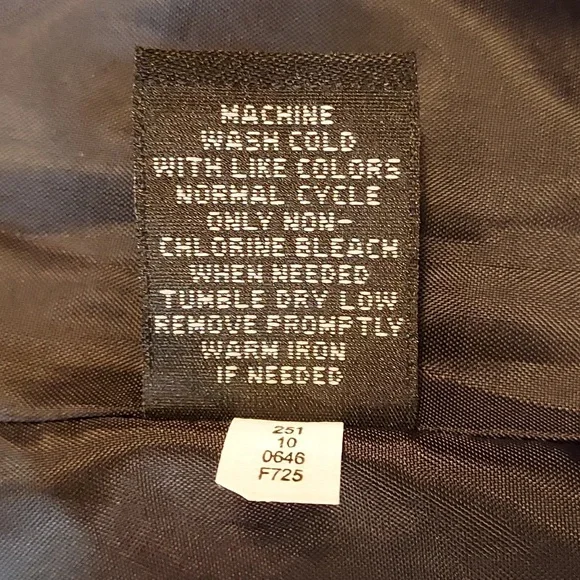 MACHINE
WASH COLD
WITH LIKE COLORS
NORMAL CYCLE
ONLY NON-
CHLORINE BLEACH
WHEN NEEDED
TUMBLE DRY LOW
REMOVE PROMPTLY
WARM IRON
IF NEEDED
251
10
0646
F725